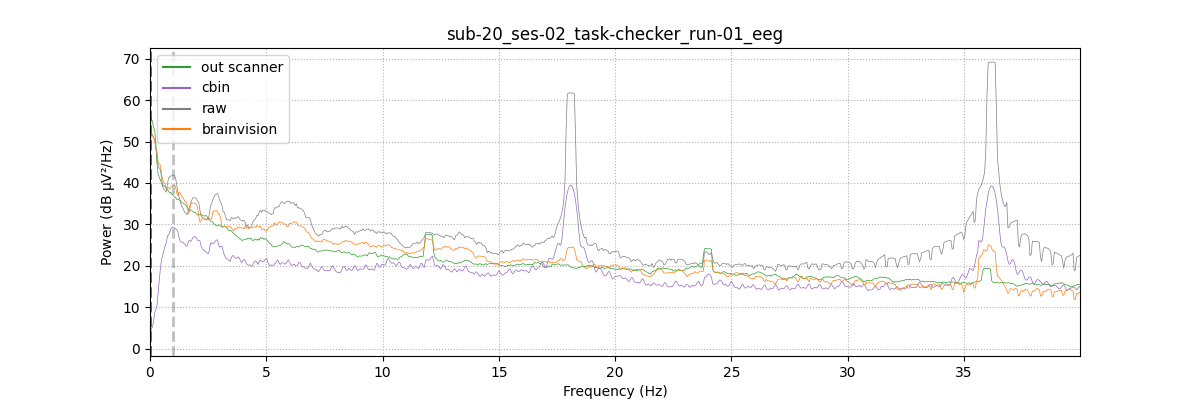 sub-20_ses-02_task-checker_run-01_eeg
out scanner
cbin
raw
brainvision
Power (dB µV²/Hz)
70
60
50
40
30
20
10
0
0 5 10 15 20 25 30 35
Frequency (Hz)